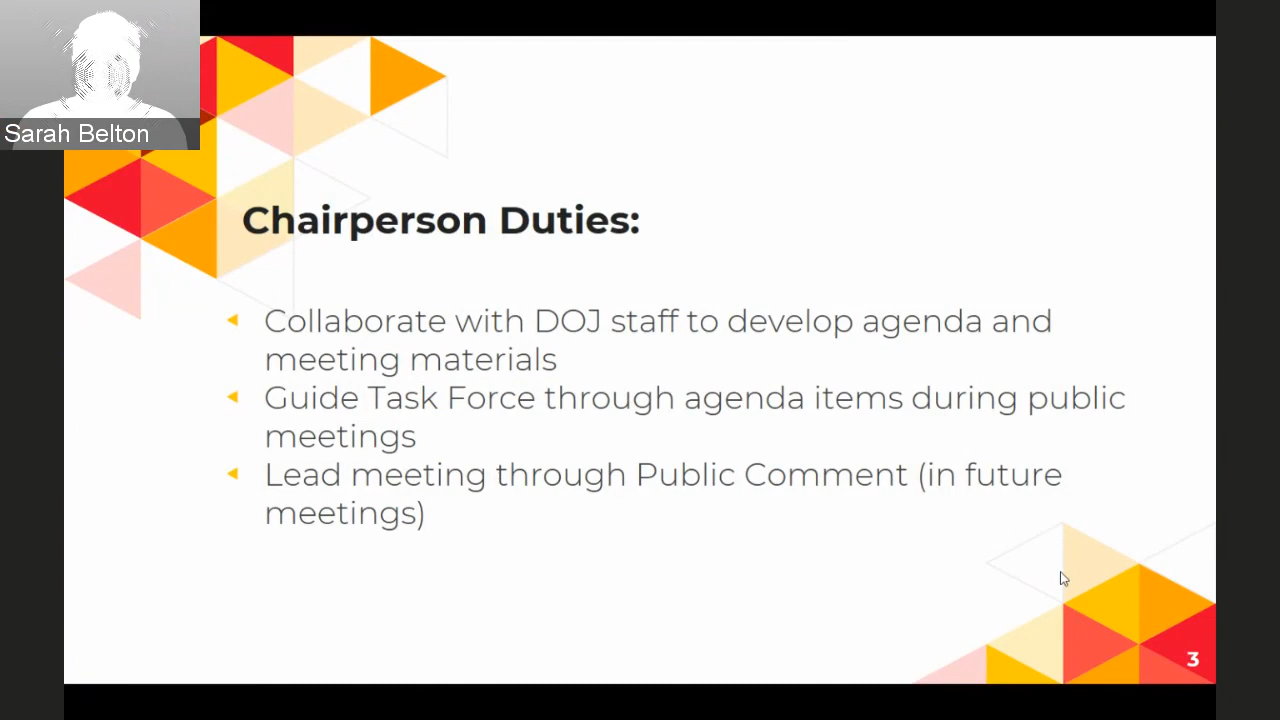 Sarah Belton
Chairperson Duties:
Collaborate with DOJ staff to develop agenda and
meeting materials
Guide Task Force through agenda items during public
meetings
Lead meeting through Public Comment (in future
meetings)
3